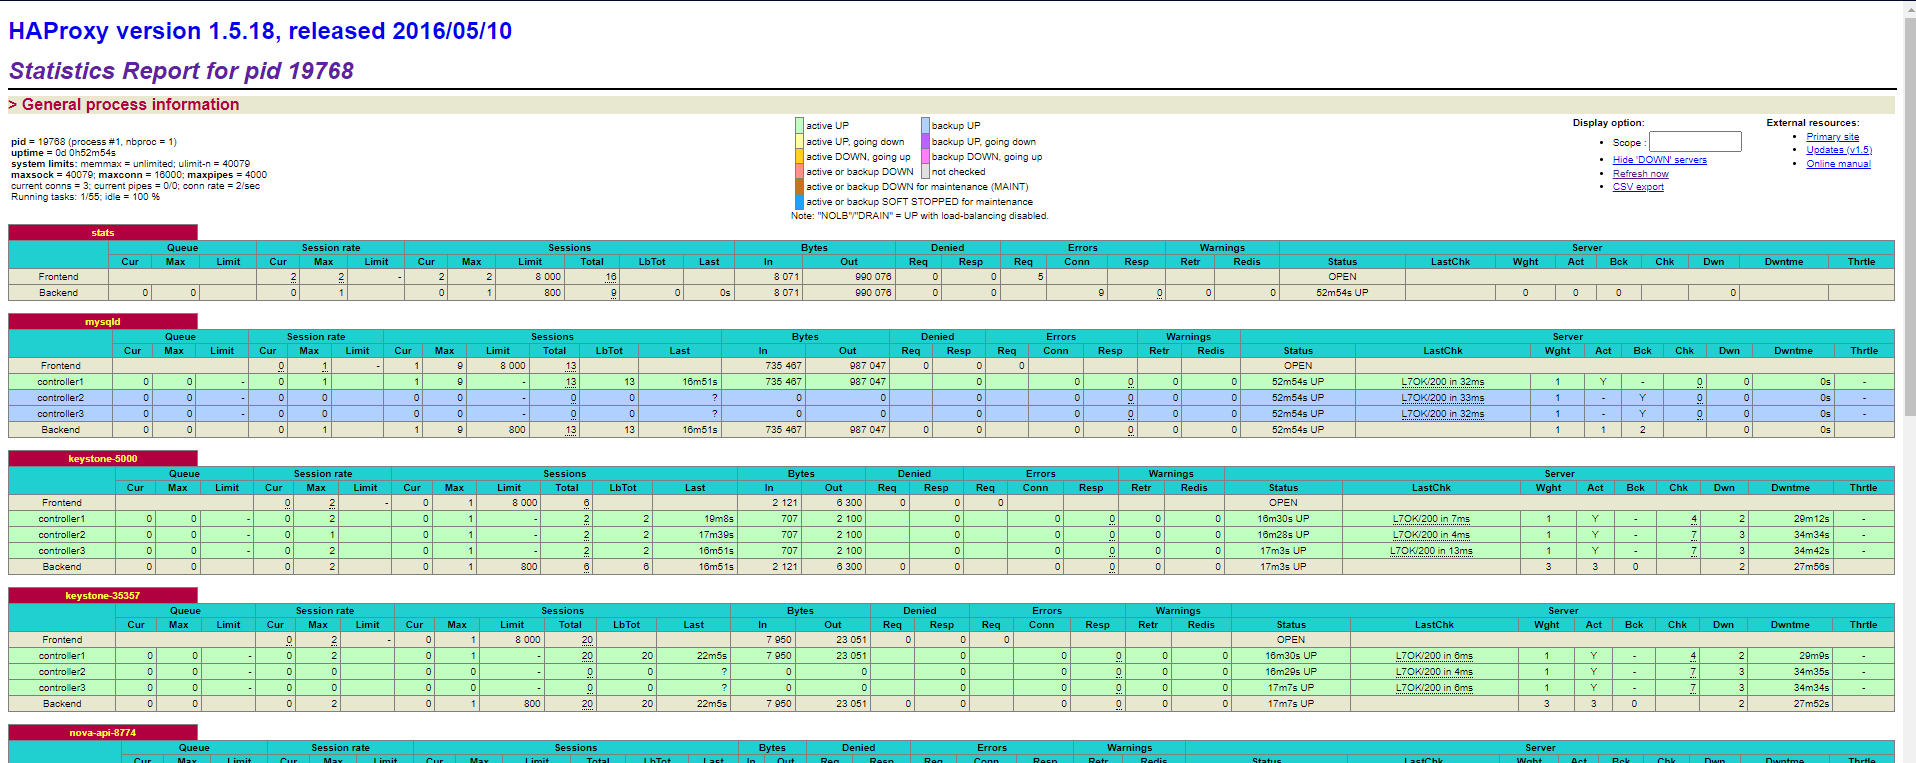 HAProxy version 1.5.18, released 2016/05/10
Statistics Report for pid 19768
> General process information
pid = 19768 (process #1, nbproc = 1)
uptime = 0d 0h52m54s
system limits: memmax = unlimited; ulimit-n = 40079
maxsock = 40079; maxconn = 16000; maxpipes = 4000
current conns = 3; current pipes = 0/0; conn rate = 2/sec
Running tasks: 1/55; idle = 100 %
active UP backup UP
active UP, going down backup UP, going down
active DOWN, going up backup DOWN, going up
active or backup DOWN not checked
active or backup DOWN for maintenance (MAINT)
active or backup SOFT STOPPED for maintenance
Note: "NOLB"/"DRAIN" = UP with load-balancing disabled.
Display option:
• Scope :
• Hide 'DOWN' servers
• Refresh now
• CSV export
External resources:
• Primary site
• Updates (v1.5)
• Online manual
stats
Queue Session rate Sessions Bytes Denied Errors Warnings Server
Cur Max Limit Cur Max Limit Cur Max Limit Total LbTot Last In Out Req Resp Req Conn Resp Retr Redis Status LastChk Wght Act Bck Chk Dwn Dwntme Thrtle
Frontend 2 2 - 2 2 8 000 16 8 071 990 076 0 0 5 OPEN
Backend 0 0 0 1 0 1 800 9 0 0s 8 071 990 076 0 0 9 0 0 0 52m54s UP 0 0 0 0
mysqld
Queue Session rate Sessions Bytes Denied Errors Warnings Server
Cur Max Limit Cur Max Limit Cur Max Limit Total LbTot Last In Out Req Resp Req Conn Resp Retr Redis Status LastChk Wght Act Bck Chk Dwn Dwntme Thrtle
Frontend 0 1 - 1 9 8 000 13 735 467 987 047 0 0 0 OPEN
controller1 0 0 - 0 1 1 9 - 13 13 16m51s 735 467 987 047 0 0 0 0 0 52m54s UP L7OK/200 in 32ms 1 Y - 0 0 0s -
controller2 0 0 - 0 0 0 0 - 0 0 ? 0 0 0 0 0 0 0 52m54s UP L7OK/200 in 33ms 1 - Y 0 0 0s -
controller3 0 0 - 0 0 0 0 - 0 0 ? 0 0 0 0 0 0 0 52m54s UP L7OK/200 in 32ms 1 - Y 0 0 0s -
Backend 0 0 0 1 1 9 800 13 13 16m51s 735 467 987 047 0 0 0 0 0 0 52m54s UP 1 1 2 0 0s
keystone-5000
Queue Session rate Sessions Bytes Denied Errors Warnings Server
Cur Max Limit Cur Max Limit Cur Max Limit Total LbTot Last In Out Req Resp Req Conn Resp Retr Redis Status LastChk Wght Act Bck Chk Dwn Dwntme Thrtle
Frontend 0 2 - 0 1 8 000 6 2 121 6 300 0 0 0 OPEN
controller1 0 0 - 0 2 0 1 - 2 2 19m8s 707 2 100 0 0 0 0 0 16m30s UP L7OK/200 in 7ms 1 Y - 4 2 29m12s -
controller2 0 0 - 0 1 0 1 - 2 2 17m39s 707 2 100 0 0 0 0 0 16m28s UP L7OK/200 in 4ms 1 Y - 7 3 34m34s -
controller3 0 0 - 0 2 0 1 - 2 2 16m51s 707 2 100 0 0 0 0 0 17m3s UP L7OK/200 in 13ms 1 Y - 7 3 34m42s -
Backend 0 0 0 2 0 1 800 6 6 16m51s 2 121 6 300 0 0 0 0 0 0 17m3s UP 3 3 0 2 27m56s
keystone-35357
Queue Session rate Sessions Bytes Denied Errors Warnings Server
Cur Max Limit Cur Max Limit Cur Max Limit Total LbTot Last In Out Req Resp Req Conn Resp Retr Redis Status LastChk Wght Act Bck Chk Dwn Dwntme Thrtle
Frontend 0 2 - 0 1 8 000 20 7 950 23 051 0 0 0 OPEN
controller1 0 0 - 0 2 0 1 - 20 20 22m5s 7 950 23 051 0 0 0 0 0 16m30s UP L7OK/200 in 6ms 1 Y - 4 2 29m9s -
controller2 0 0 - 0 0 0 0 - 0 0 ? 0 0 0 0 0 0 0 16m29s UP L7OK/200 in 4ms 1 Y - 7 3 34m35s -
controller3 0 0 - 0 0 0 0 - 0 0 ? 0 0 0 0 0 0 0 17m7s UP L7OK/200 in 6ms 1 Y - 7 3 34m34s -
Backend 0 0 0 2 0 1 800 20 20 22m5s 7 950 23 051 0 0 0 0 0 0 17m7s UP 3 3 0 2 27m52s
nova-api-8774
Queue Session rate Sessions Bytes Denied Errors Warnings Server
Cur Max Limit Cur Max Limit Cur Max Limit Total LbTot Last In Out Req Resp Req Conn Resp Retr Redis Status LastChk Wght Act Bck Chk Dwn Dwntme Thrtle